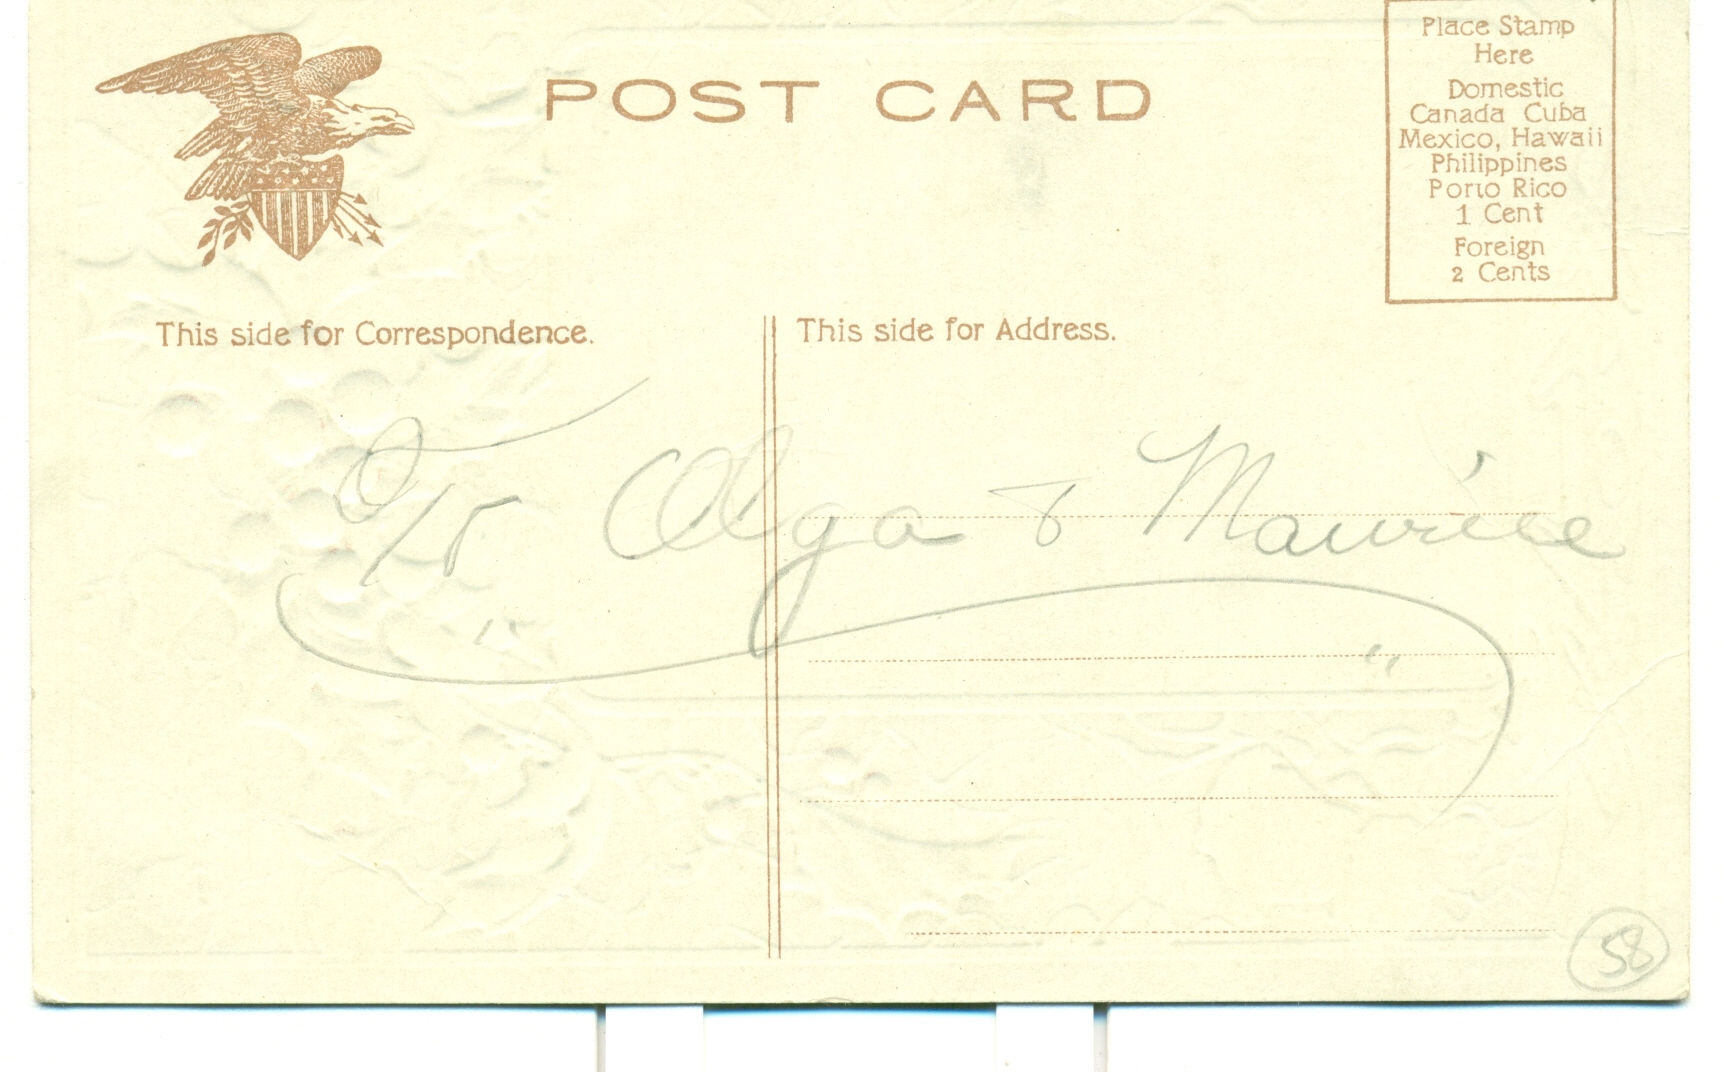 POST CARD
Place Stamp
Here
Domestic
Canada Cuba
Mexico, Hawaii
Philippines
Porto Rico
1 Cent
Foreign
2 Cents
This side for Correspondence.
This side for Address.
To Olga & Maurice
58